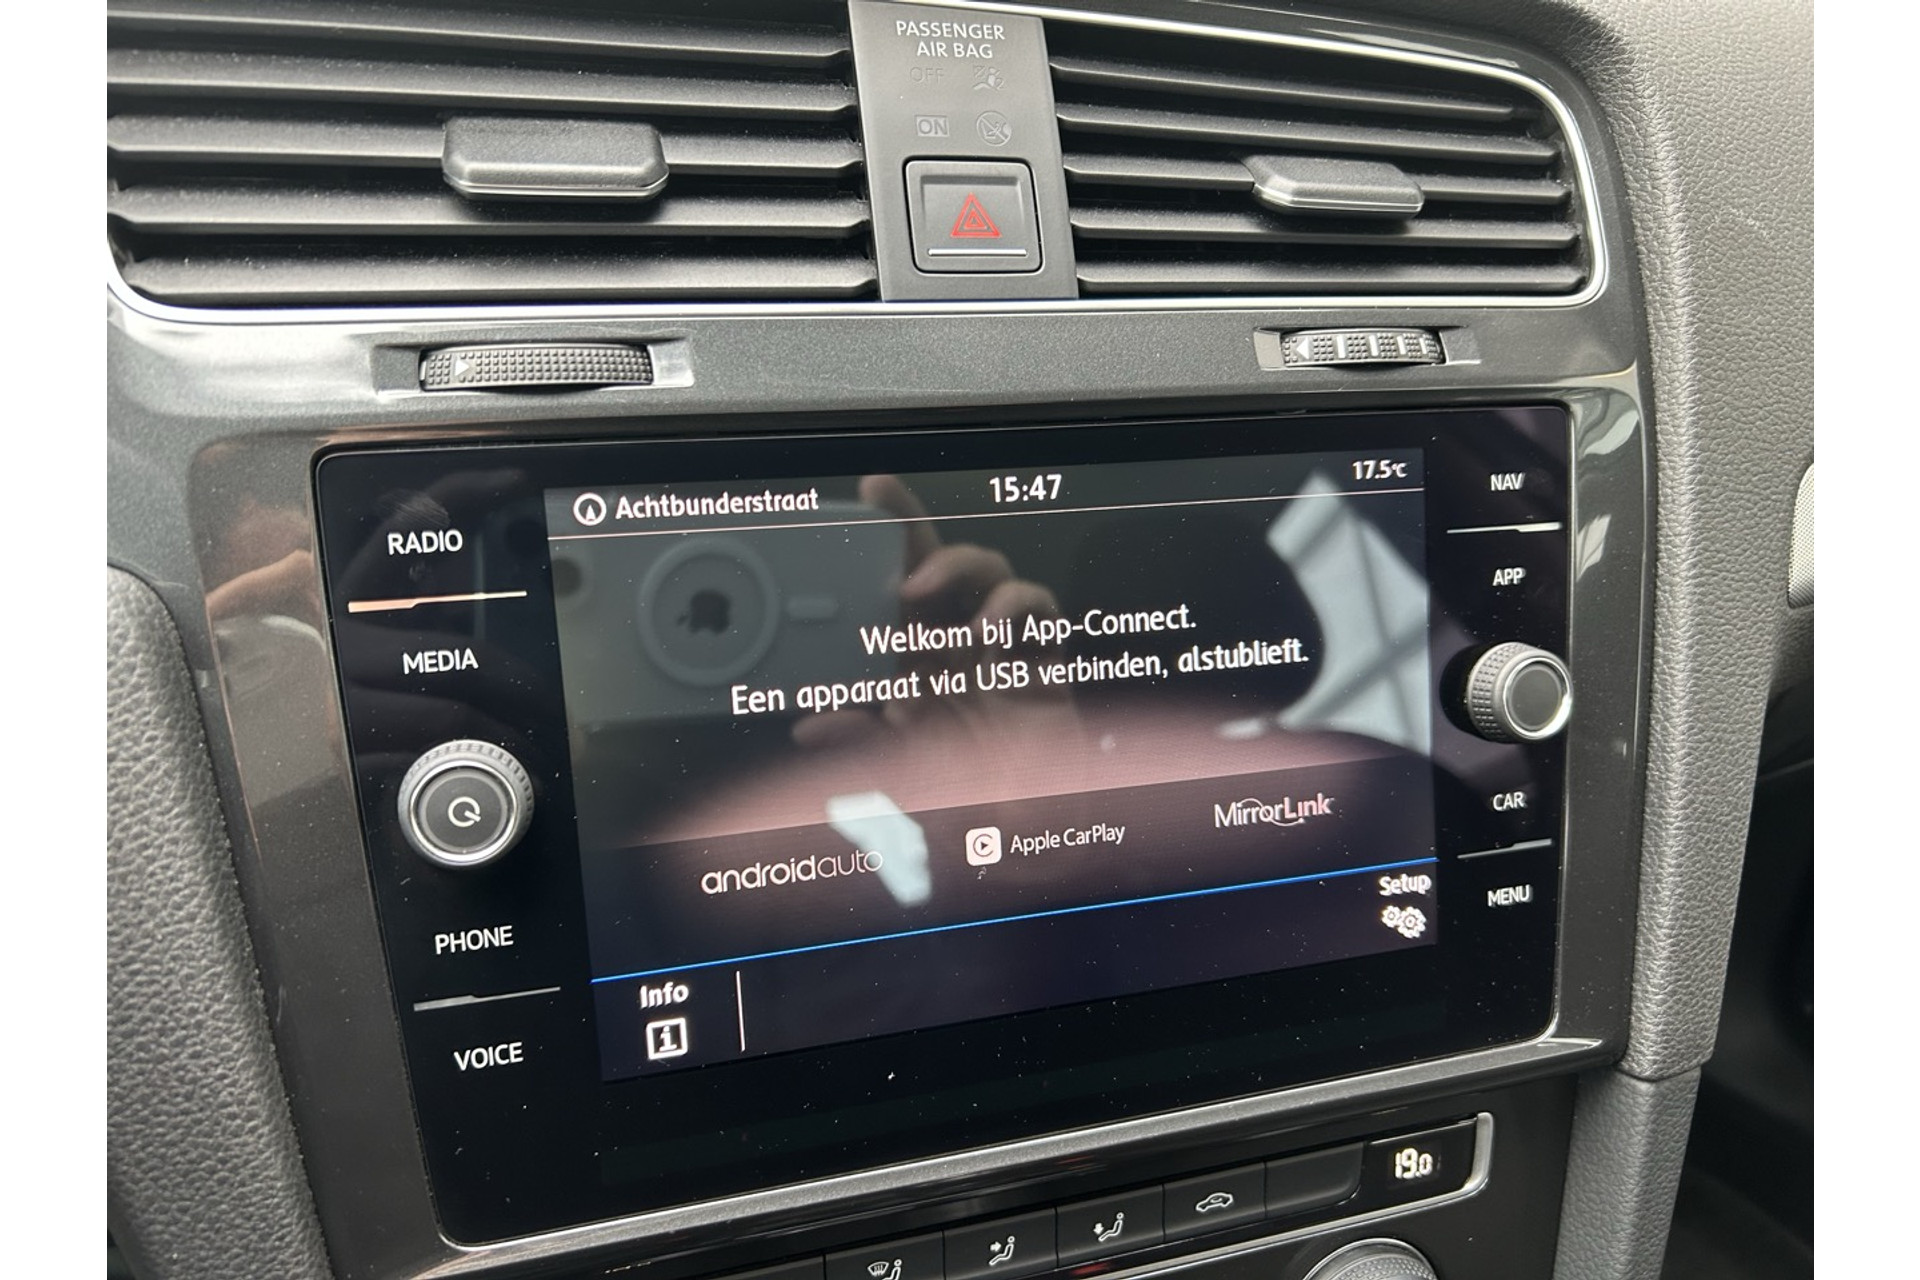 PASSENGER
AIR BAG
OFF
ON
Achtbunderstraat
15:47
17.5°C
NAV
RADIO
APP
Welkom bij App-Connect.
Een apparaat via USB verbinden, alstublieft.
MEDIA
CAR
MirrorLink
Apple CarPlay
androidauto
Setup
MENU
PHONE
Info
VOICE
19.0